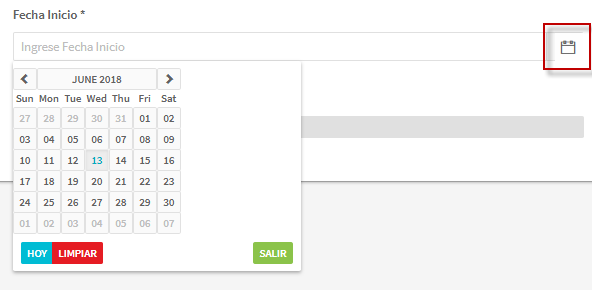 Fecha Inicio *
Ingrese Fecha Inicio
JUNE 2018
Sun Mon Tue Wed Thu Fri Sat
27 28 29 30 31 01 02
03 04 05 06 07 08 09
10 11 12 13 14 15 16
17 18 19 20 21 22 23
24 25 26 27 28 29 30
01 02 03 04 05 06 07
HOY LIMPIAR SALIR